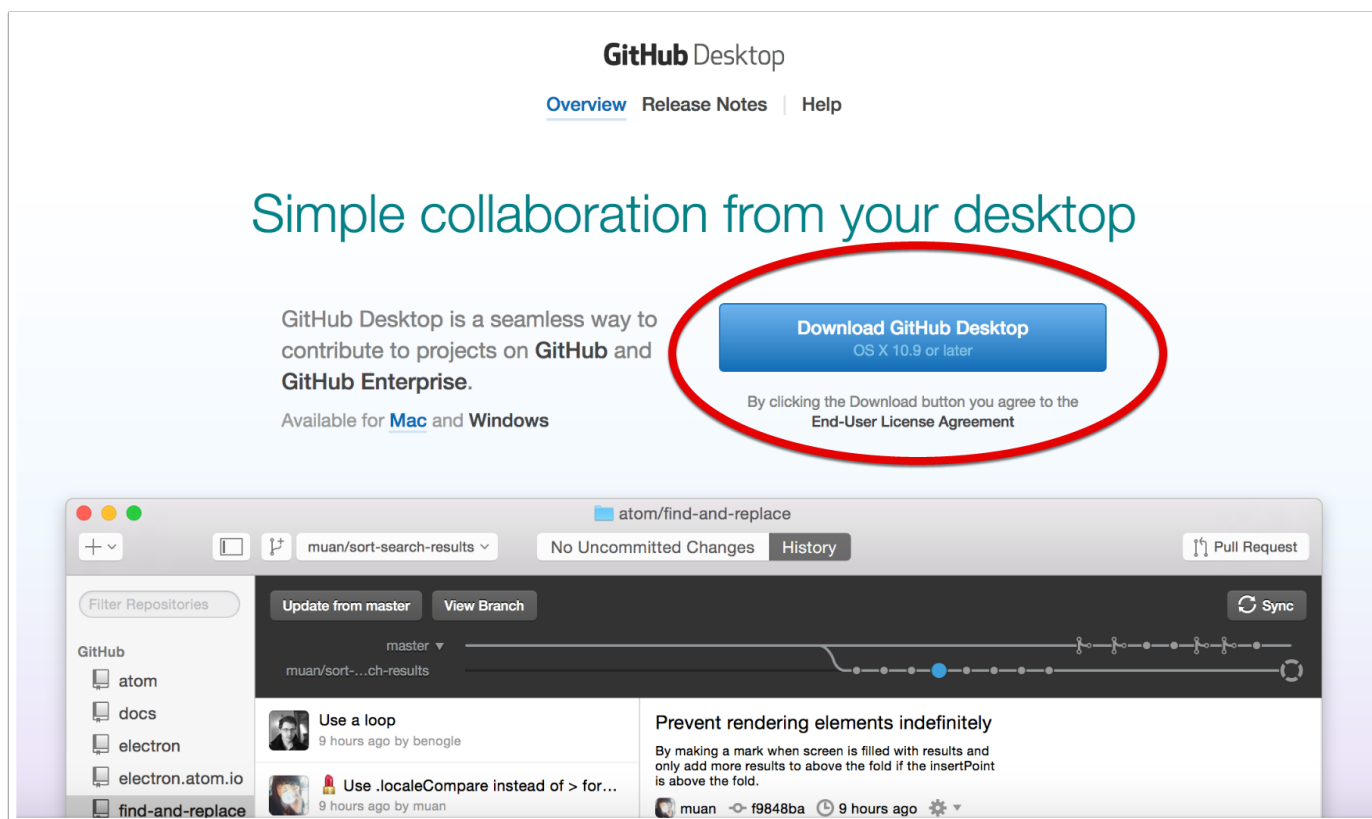 GitHub Desktop
Overview Release Notes Help
Simple collaboration from your desktop
GitHub Desktop is a seamless way to
contribute to projects on GitHub and
GitHub Enterprise.
Available for Mac and Windows
Download GitHub Desktop
OS X 10.9 or later
By clicking the Download button you agree to the
End-User License Agreement
atom/find-and-replace
muan/sort-search-results
No Uncommitted Changes History
Pull Request
Filter Repositories
Update from master View Branch
Sync
master
muan/sort-...ch-results
GitHub
atom
docs
electron
electron.atom.io
find-and-replace
Use a loop
9 hours ago by benogle
💄 Use .localeCompare instead of > for...
9 hours ago by muan
Prevent rendering elements indefinitely
By making a mark when screen is filled with results and
only add more results to above the fold if the insertPoint
is above the fold.
muan f9848ba 9 hours ago